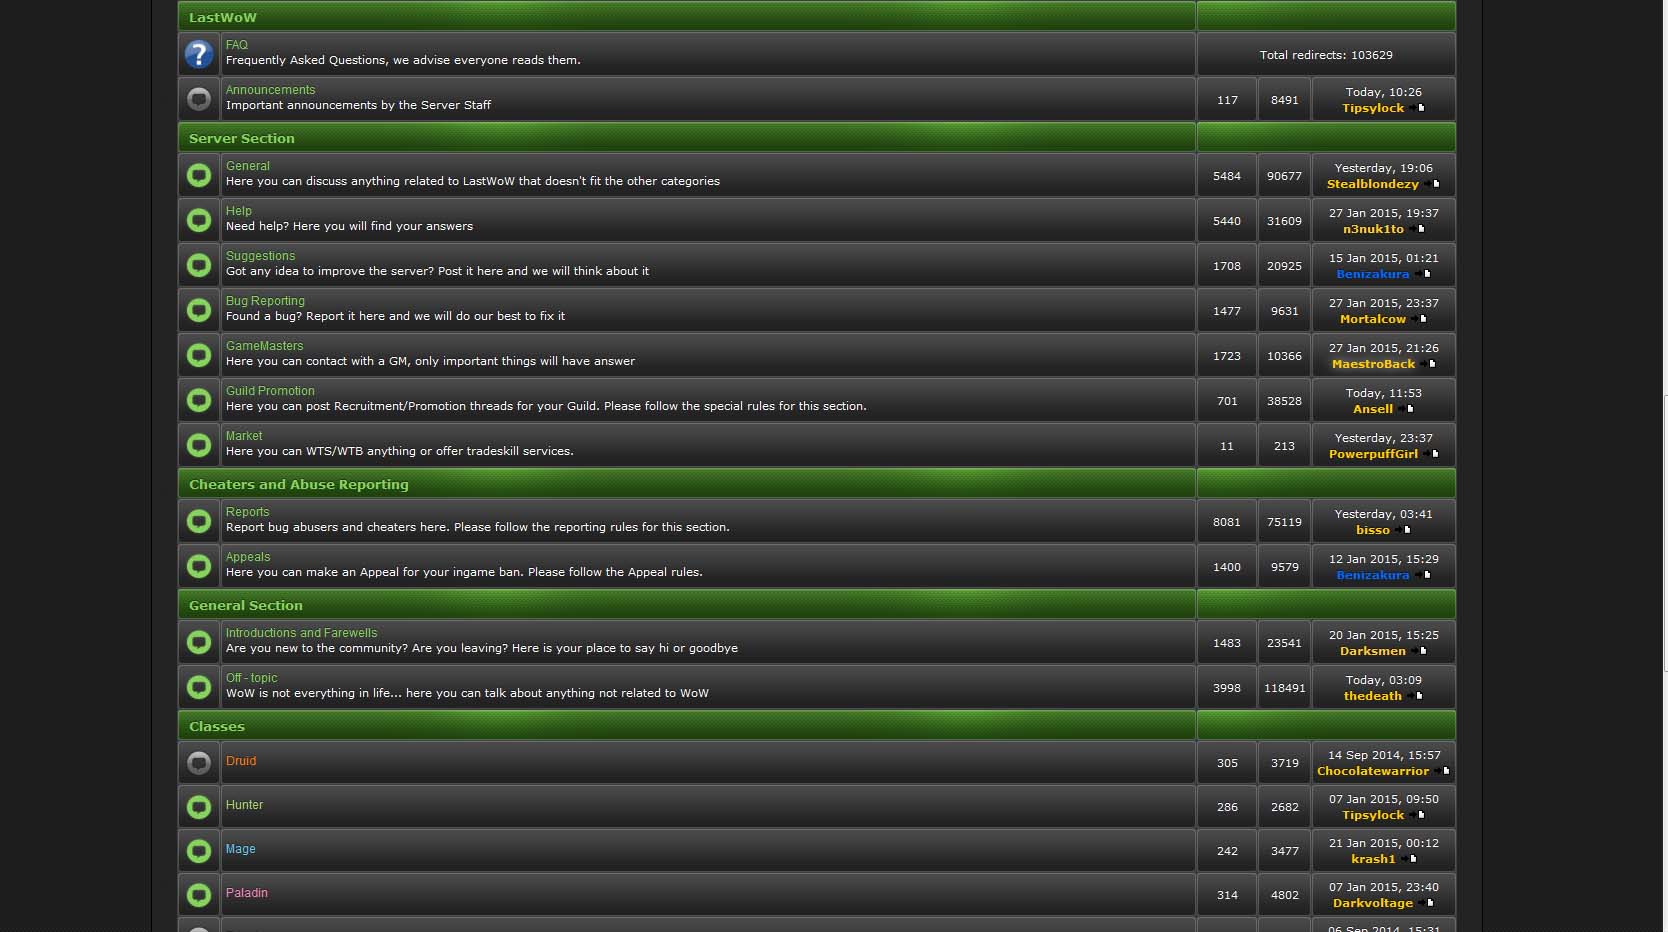 LastWoW
FAQ
Frequently Asked Questions, we advise everyone reads them.
Total redirects: 103629
Announcements
Important announcements by the Server Staff
117 8491 Today, 10:26
Tipsylock
Server Section
General
Here you can discuss anything related to LastWoW that doesn't fit the other categories
5484 90677 Yesterday, 19:06
Stealblondezy
Help
Need help? Here you will find your answers
5440 31609 27 Jan 2015, 19:37
n3nuk1to
Suggestions
Got any idea to improve the server? Post it here and we will think about it
1708 20925 15 Jan 2015, 01:21
Benizakura
Bug Reporting
Found a bug? Report it here and we will do our best to fix it
1477 9631 27 Jan 2015, 23:37
Mortalcow
GameMasters
Here you can contact with a GM, only important things will have answer
1723 10366 27 Jan 2015, 21:26
MaestroBack
Guild Promotion
Here you can post Recruitment/Promotion threads for your Guild. Please follow the special rules for this section.
701 38528 Today, 11:53
Ansell
Market
Here you can WTS/WTB anything or offer tradeskill services.
11 213 Yesterday, 23:37
PowerpuffGirl
Cheaters and Abuse Reporting
Reports
Report bug abusers and cheaters here. Please follow the reporting rules for this section.
8081 75119 Yesterday, 03:41
bisso
Appeals
Here you can make an Appeal for your ingame ban. Please follow the Appeal rules.
1400 9579 12 Jan 2015, 15:29
Benizakura
General Section
Introductions and Farewells
Are you new to the community? Are you leaving? Here is your place to say hi or goodbye
1483 23541 20 Jan 2015, 15:25
Darksmen
Off - topic
WoW is not everything in life... here you can talk about anything not related to WoW
3998 118491 Today, 03:09
thedeath
Classes
Druid
305 3719 14 Sep 2014, 15:57
Chocolatewarrior
Hunter
286 2682 07 Jan 2015, 09:50
Tipsylock
Mage
242 3477 21 Jan 2015, 00:12
krash1
Paladin
314 4802 07 Jan 2015, 23:40
Darkvoltage
06 Sep 2014, 15:31